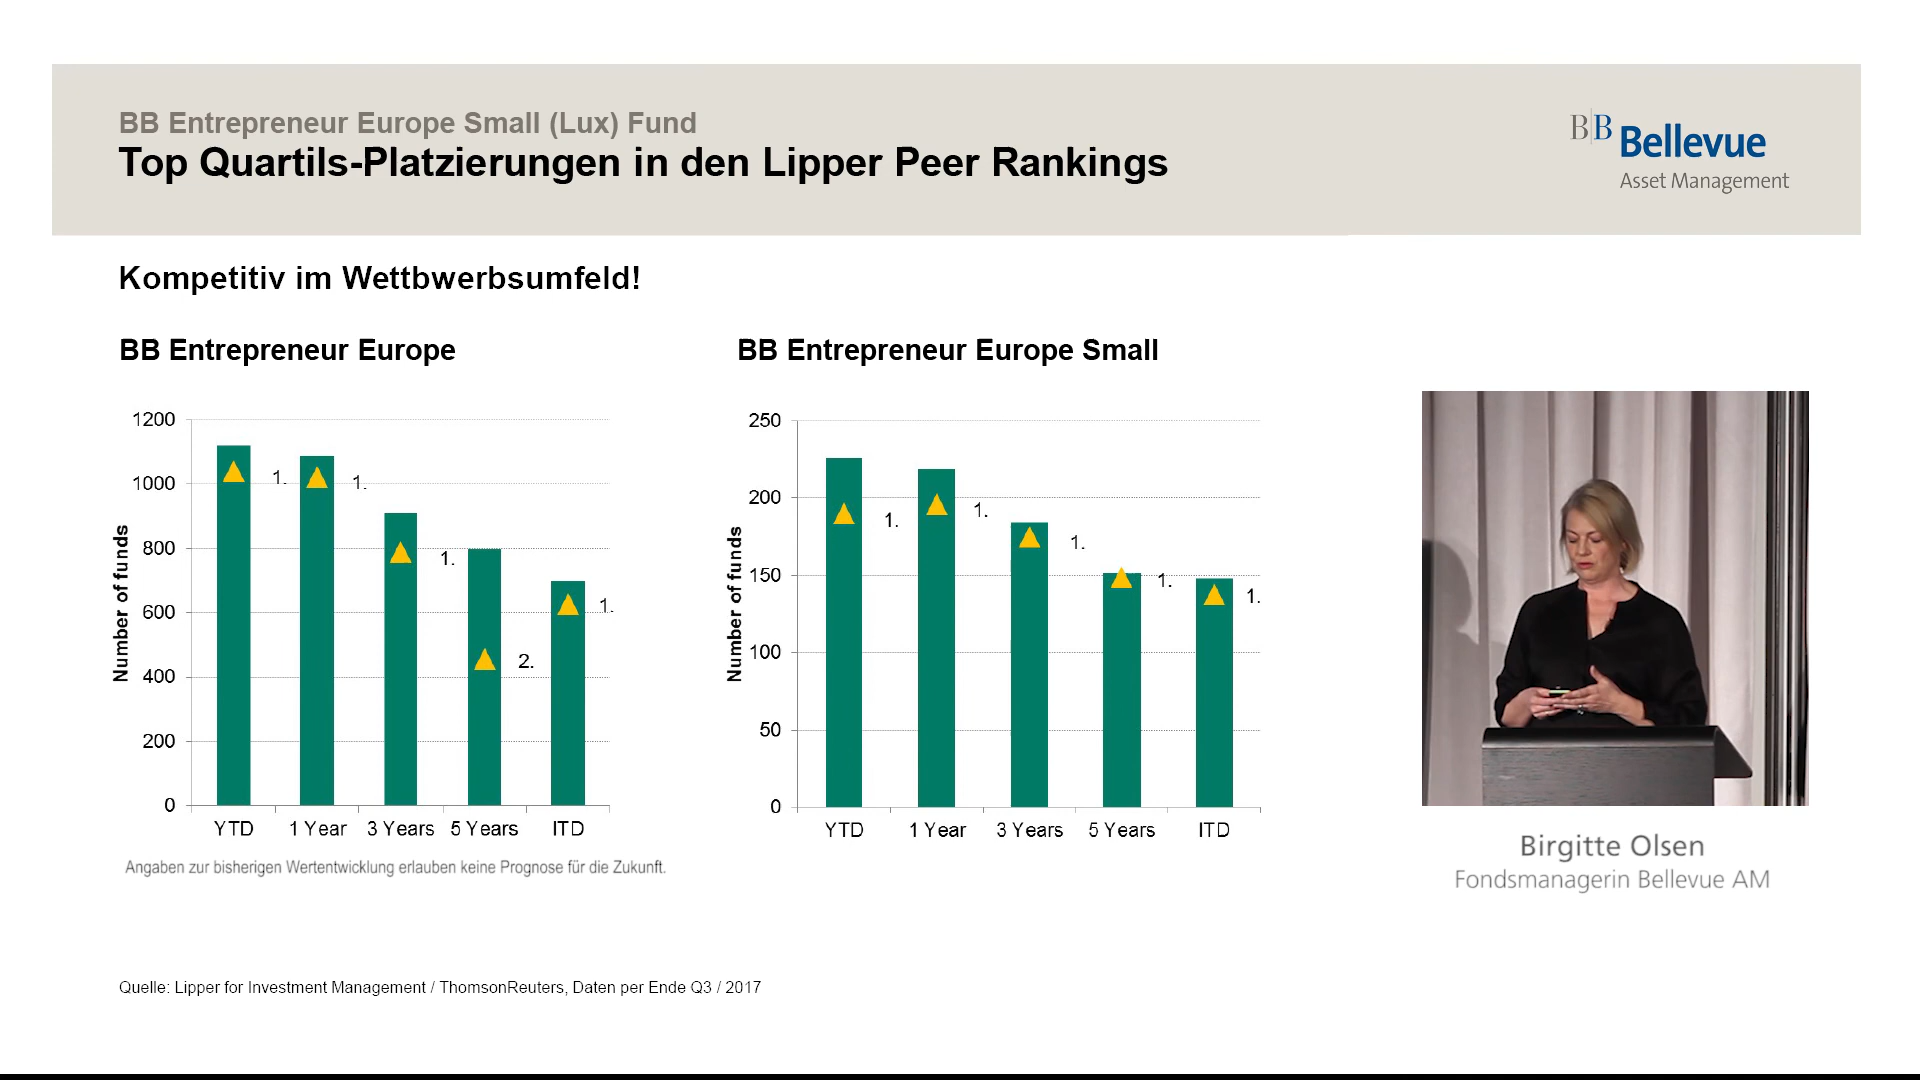 BB Entrepreneur Europe Small (Lux) Fund
Top Quartils-Platzierungen in den Lipper Peer Rankings
BB Bellevue
Asset Management
Kompetitiv im Wettbwerbsumfeld!
BB Entrepreneur Europe
Number of funds
1200
1000
800
600
400
200
0
1.
1.
1.
2.
1.
YTD 1 Year 3 Years 5 Years ITD
Angaben zur bisherigen Wertentwicklung erlauben keine Prognose für die Zukunft.
BB Entrepreneur Europe Small
Number of funds
250
200
150
100
50
0
1.
1.
1.
1.
1.
YTD 1 Year 3 Years 5 Years ITD
Birgitte Olsen
Fondsmanagerin Bellevue AM
Quelle: Lipper for Investment Management / ThomsonReuters, Daten per Ende Q3 / 2017